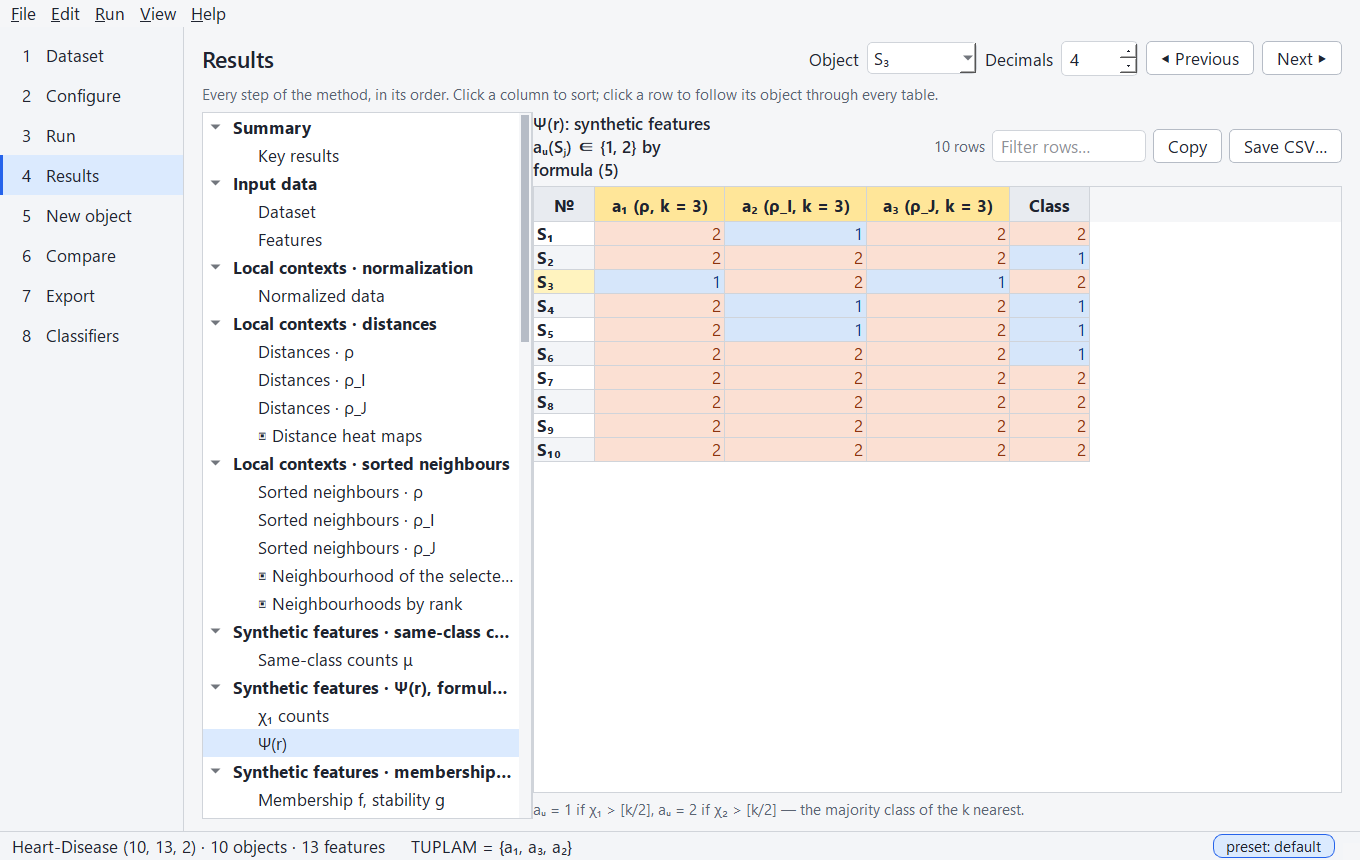 File Edit Run View Help
1 Dataset
2 Configure
3 Run
4 Results
5 New object
6 Compare
7 Export
8 Classifiers
Results
Object S₃ Decimals 4 Previous Next
Every step of the method, in its order. Click a column to sort; click a row to follow its object through every table.
Summary
Key results
Input data
Dataset
Features
Local contexts · normalization
Normalized data
Local contexts · distances
Distances · ρ
Distances · ρ_I
Distances · ρ_J
Distance heat maps
Local contexts · sorted neighbours
Sorted neighbours · ρ
Sorted neighbours · ρ_I
Sorted neighbours · ρ_J
Neighbourhood of the selecte...
Neighbourhoods by rank
Synthetic features · same-class c...
Same-class counts μ
Synthetic features · Ψ(r), formul...
χ₁ counts
Ψ(r)
Synthetic features · membership...
Membership f, stability g
Ψ(r): synthetic features
aᵤ(Sⱼ) ∈ {1, 2} by
formula (5)
10 rows Filter rows... Copy Save CSV...
№ a₁ (ρ, k = 3) a₂ (ρ_I, k = 3) a₃ (ρ_J, k = 3) Class
S₁ 2 1 2 2
S₂ 2 2 2 1
S₃ 1 2 1 2
S₄ 2 1 2 1
S₅ 2 1 2 1
S₆ 2 2 2 1
S₇ 2 2 2 2
S₈ 2 2 2 2
S₉ 2 2 2 2
S₁₀ 2 2 2 2
aᵤ = 1 if χ₁ > [k/2], aᵤ = 2 if χ₂ > [k/2] — the majority class of the k nearest.
Heart-Disease (10, 13, 2) · 10 objects · 13 features TUPLAM = {a₁, a₃, a₂} preset: default